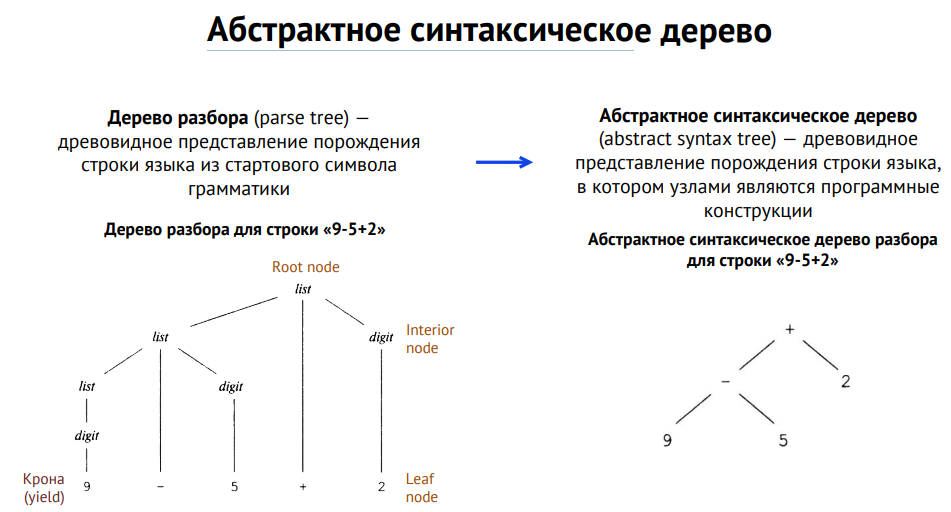 Абстрактное синтаксическое дерево
Дерево разбора (parse tree) —
древовидное представление порождения
строки языка из стартового символа
грамматики
Дерево разбора для строки «9-5+2»
Root node
list
list
digit
Interior
node
list
digit
digit
Крона
(yield)
9
−
5
+
2
Leaf
node
Абстрактное синтаксическое дерево
(abstract syntax tree) — древовидное
представление порождения строки языка,
в котором узлами являются программные
конструкции
Абстрактное синтаксическое дерево разбора
для строки «9-5+2»
+
−
2
9
5